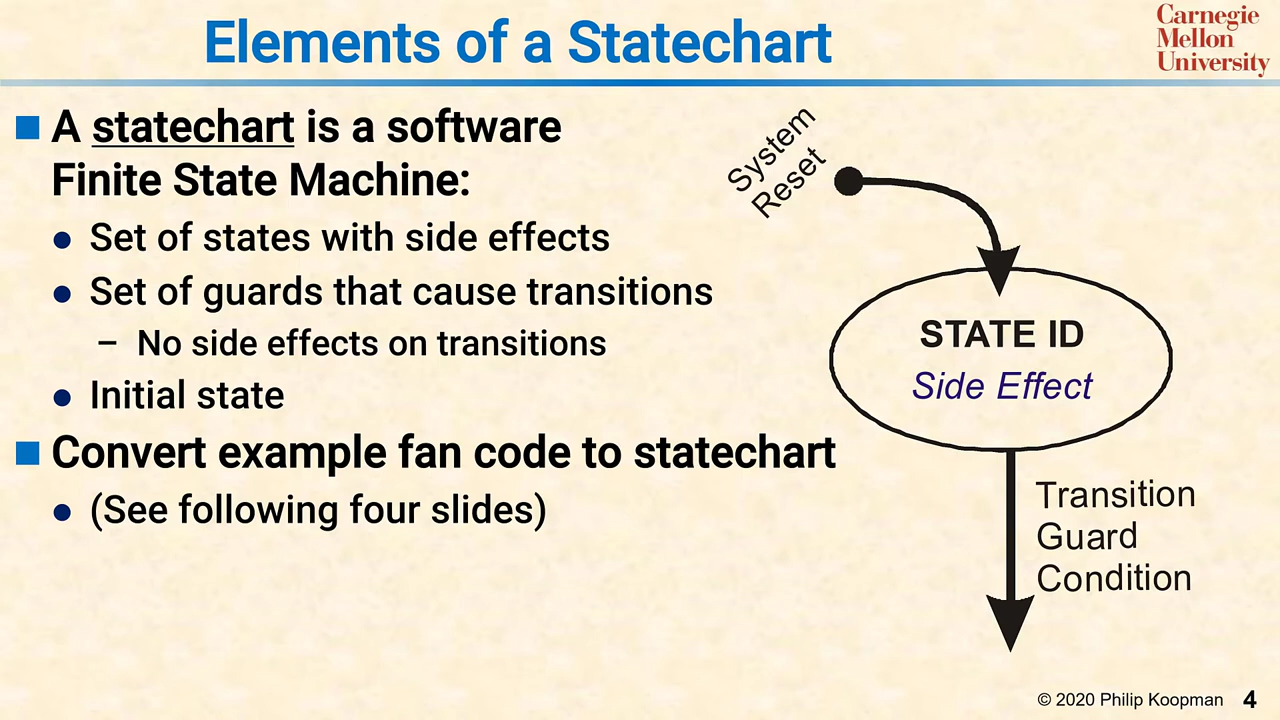 Elements of a Statechart
Carnegie
Mellon
University
■ A statechart is a software
Finite State Machine:
● Set of states with side effects
● Set of guards that cause transitions
– No side effects on transitions
● Initial state
■ Convert example fan code to statechart
● (See following four slides)
System
Reset
STATE ID
Side Effect
Transition
Guard
Condition
© 2020 Philip Koopman 4